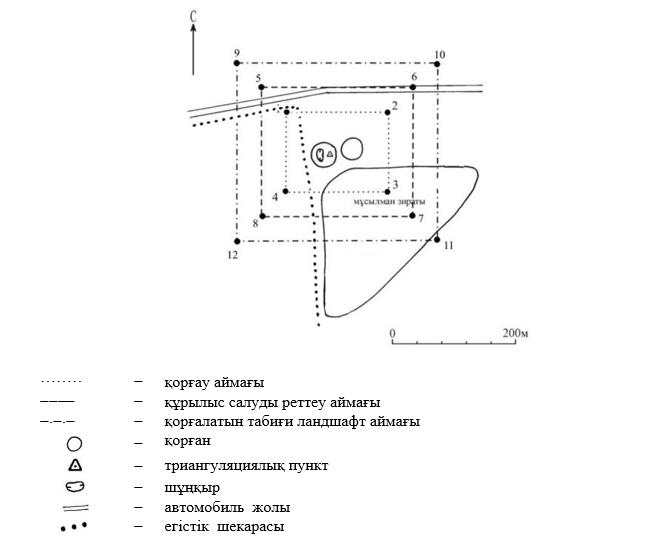 С
9
10
5
6
2
4
3
мұсылман зираты
8
7
12
11
0 200м
........ – қорғау аймағы
–––– – құрылыс салуды реттеу аймағы
–·–·– – қорғалатын табиғи ландшафт аймағы
– қорған
– триангуляциялық пункт
– шұңқыр
– автомобиль жолы
– егістік шекарасы